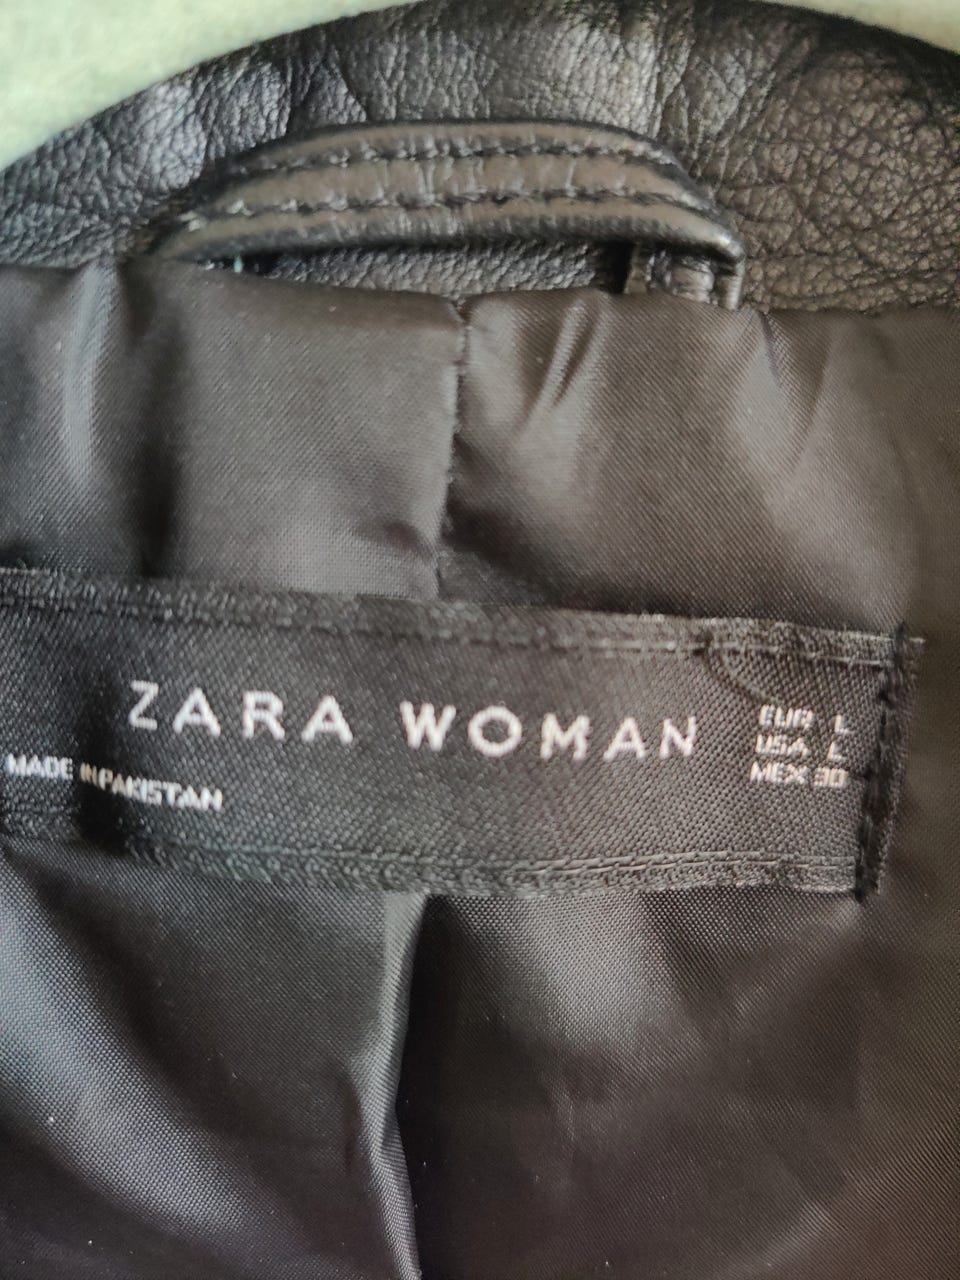 ZARA WOMAN
MADE IN PAKISTAN
EUR L
USA L
MEX 30